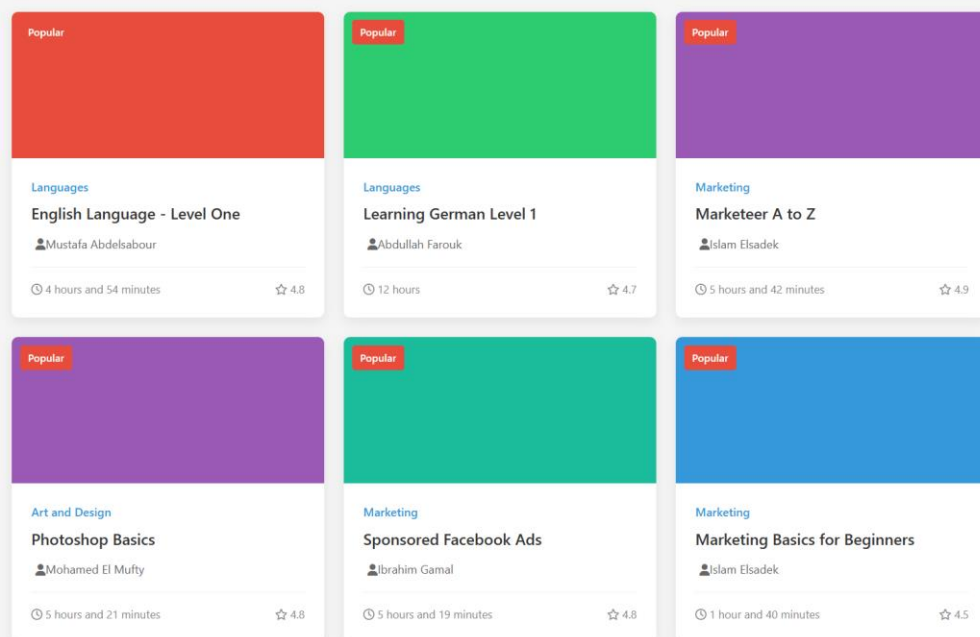 Popular
Languages
English Language - Level One
Mustafa Abdelsabour
4 hours and 54 minutes 4.8
Popular
Languages
Learning German Level 1
Abdullah Farouk
12 hours 4.7
Popular
Marketing
Marketeer A to Z
Islam Elsadek
5 hours and 42 minutes 4.9
Popular
Art and Design
Photoshop Basics
Mohamed El Mufty
5 hours and 21 minutes 4.8
Popular
Marketing
Sponsored Facebook Ads
Ibrahim Gamal
5 hours and 19 minutes 4.8
Popular
Marketing
Marketing Basics for Beginners
Islam Elsadek
1 hour and 40 minutes 4.5